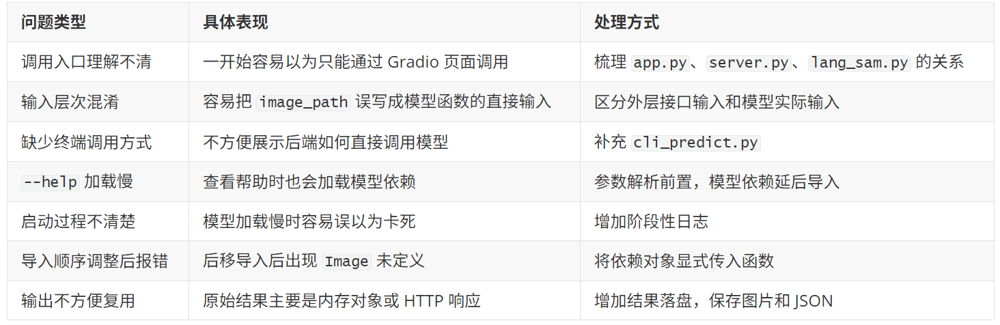 问题类型 具体表现 处理方式
调用入口理解不清 一开始容易以为只能通过 Gradio 页面调用 梳理 app.py、server.py、lang_sam.py 的关系
输入层次混淆 容易把 image_path 误写成模型函数的直接输入 区分外层接口输入和模型实际输入
缺少终端调用方式 不方便展示后端如何直接调用模型 补充 cli_predict.py
--help 加载慢 查看帮助时也会加载模型依赖 参数解析前置，模型依赖延后导入
启动过程不清楚 模型加载慢时容易误以为卡死 增加阶段性日志
导入顺序调整后报错 后移导入后出现 Image 未定义 将依赖对象显式传入函数
输出不方便复用 原始结果主要是内存对象或 HTTP 响应 增加结果落盘，保存图片和 JSON